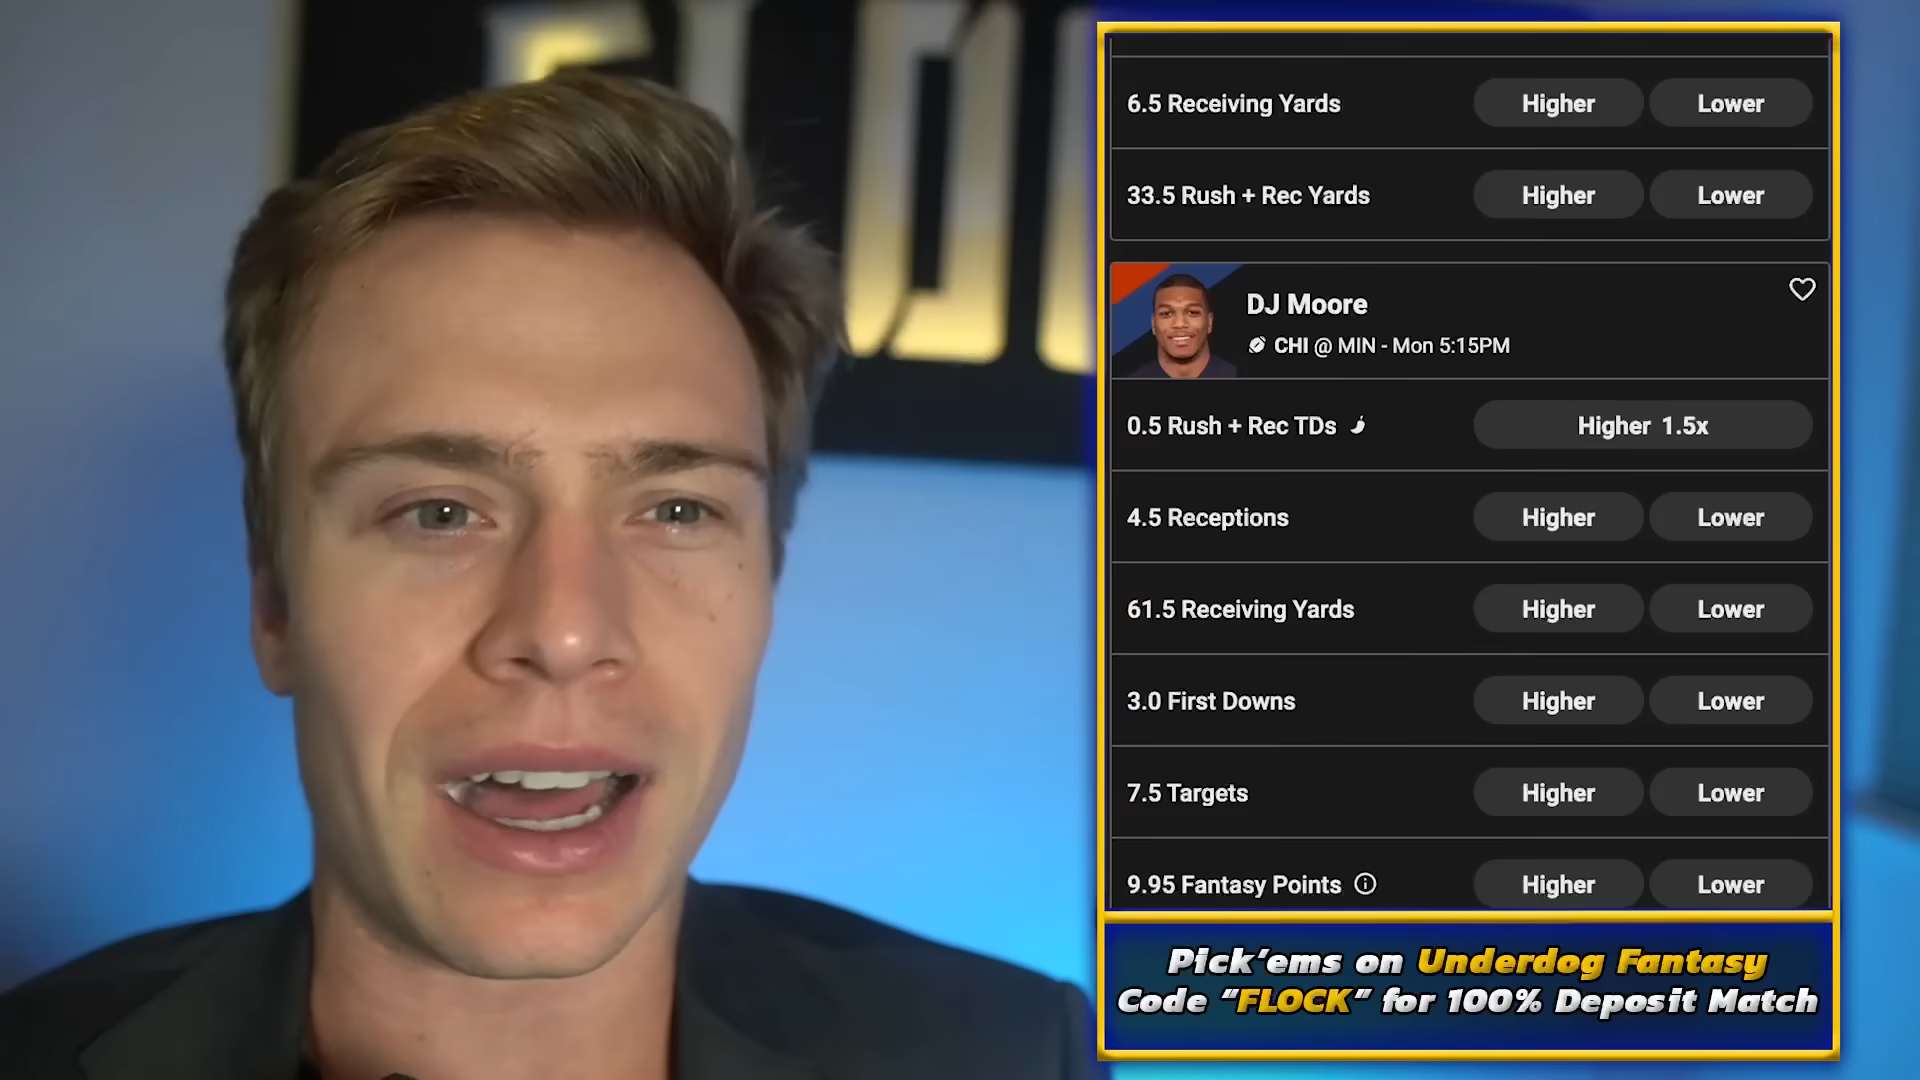 6.5 Receiving Yards Higher Lower
33.5 Rush + Rec Yards Higher Lower
DJ Moore
CHI @ MIN - Mon 5:15PM
0.5 Rush + Rec TDs Higher 1.5x
4.5 Receptions Higher Lower
61.5 Receiving Yards Higher Lower
3.0 First Downs Higher Lower
7.5 Targets Higher Lower
9.95 Fantasy Points Higher Lower
Pick'ems on Underdog Fantasy
Code "FLOCK" for 100% Deposit Match